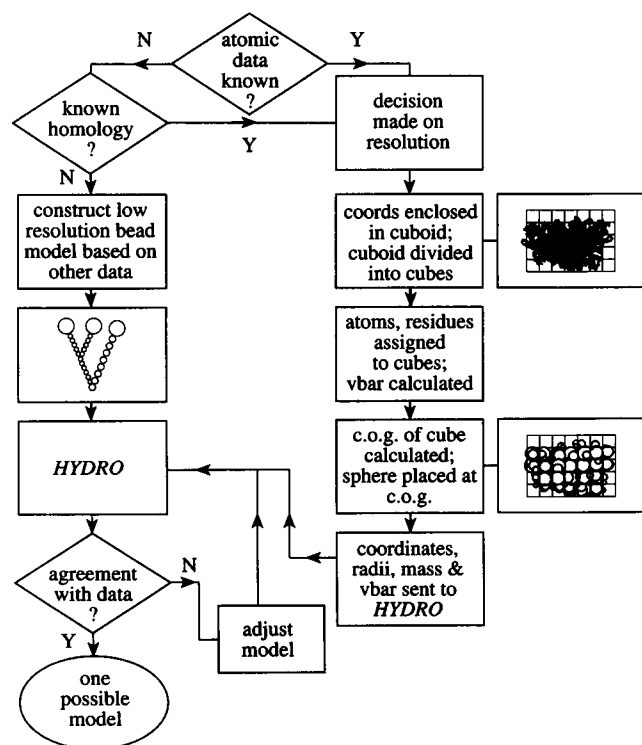 N
atomic
data
known
?
Y
known
homology
?
Y
decision
made on
resolution
N
construct low
resolution bead
model based on
other data
coords enclosed
in cuboid;
cuboid divided
into cubes
atoms, residues
assigned
to cubes;
vbar calculated
HYDRO
c.o.g. of cube
calculated;
sphere placed at
c.o.g.
agreement
with data
?
N
Y
adjust
model
coordinates,
radii, mass &
vbar sent to
HYDRO
one
possible
model